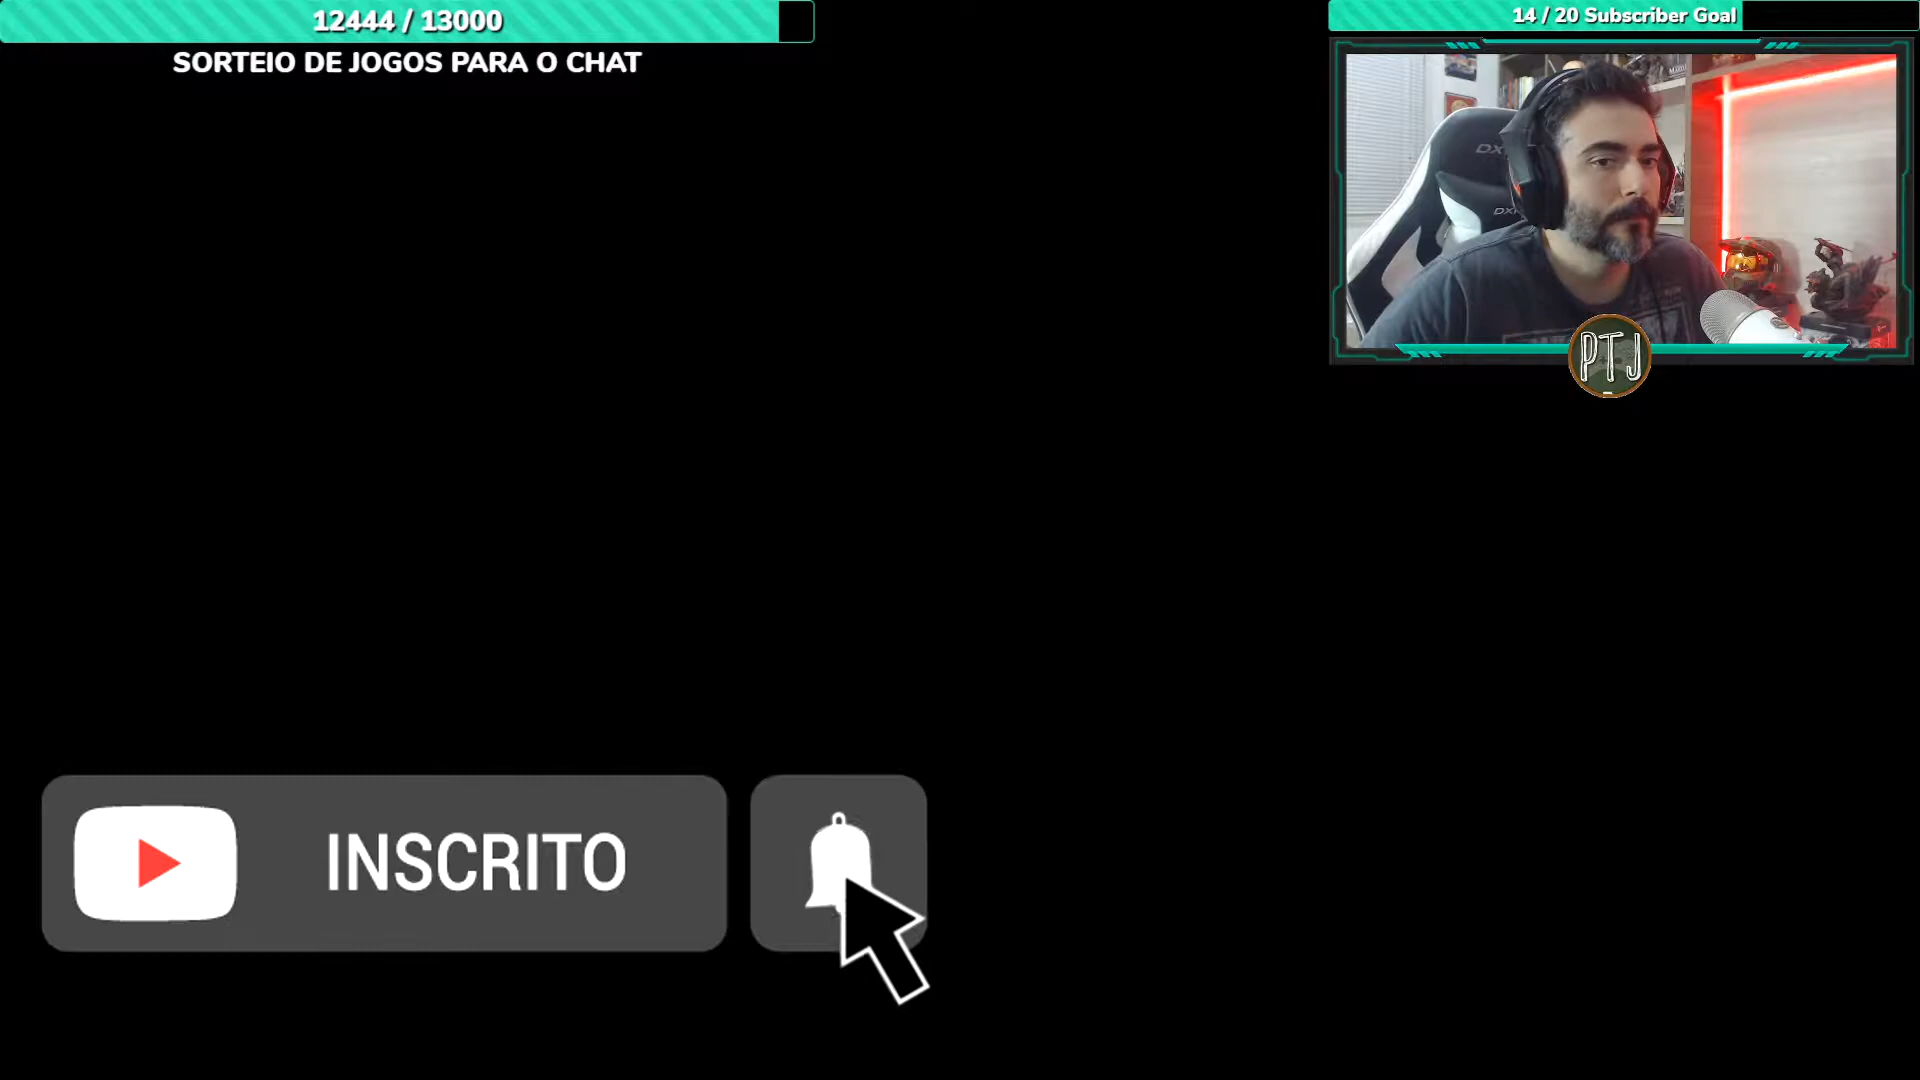 12444 / 13000
SORTEIO DE JOGOS PARA O CHAT
14 / 20 Subscriber Goal
PTJ
INSCRITO